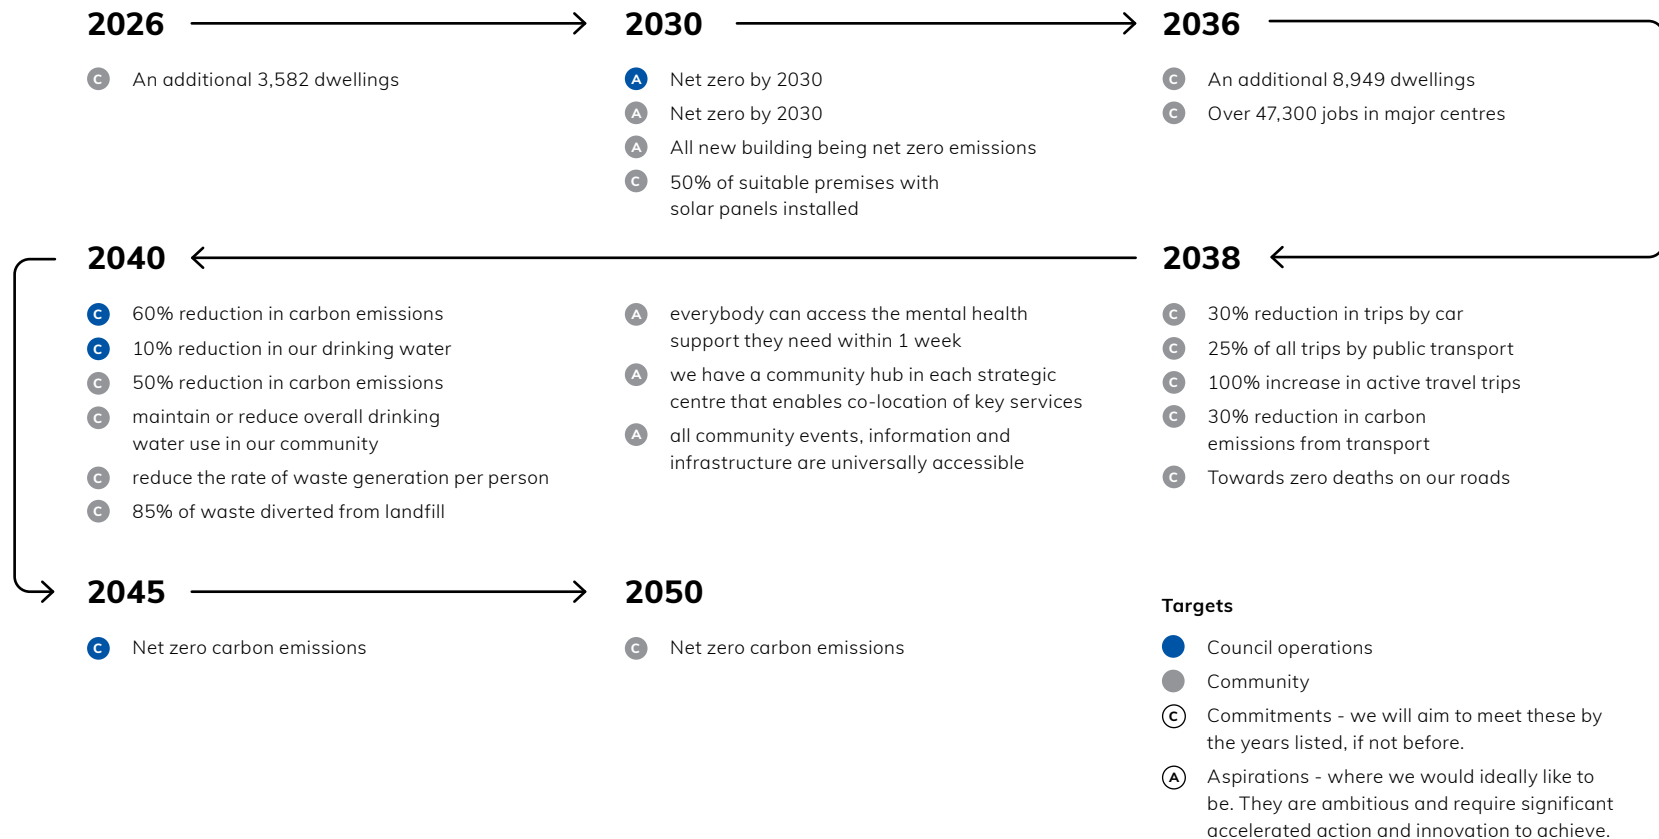 2026
C An additional 3,582 dwellings
2030
A Net zero by 2030
A Net zero by 2030
A All new building being net zero emissions
C 50% of suitable premises with
solar panels installed
2036
C An additional 8,949 dwellings
C Over 47,300 jobs in major centres
2038
C 30% reduction in trips by car
C 25% of all trips by public transport
C 100% increase in active travel trips
C 30% reduction in carbon
emissions from transport
C Towards zero deaths on our roads
2040
C 60% reduction in carbon emissions
C 10% reduction in our drinking water
C 50% reduction in carbon emissions
C maintain or reduce overall drinking
water use in our community
C reduce the rate of waste generation per person
C 85% of waste diverted from landfill
A everybody can access the mental health
support they need within 1 week
A we have a community hub in each strategic
centre that enables co-location of key services
A all community events, information and
infrastructure are universally accessible
2045
C Net zero carbon emissions
2050
C Net zero carbon emissions
Targets
Council operations
Community
C Commitments - we will aim to meet these by
the years listed, if not before.
A Aspirations - where we would ideally like to
be. They are ambitious and require significant
accelerated action and innovation to achieve.